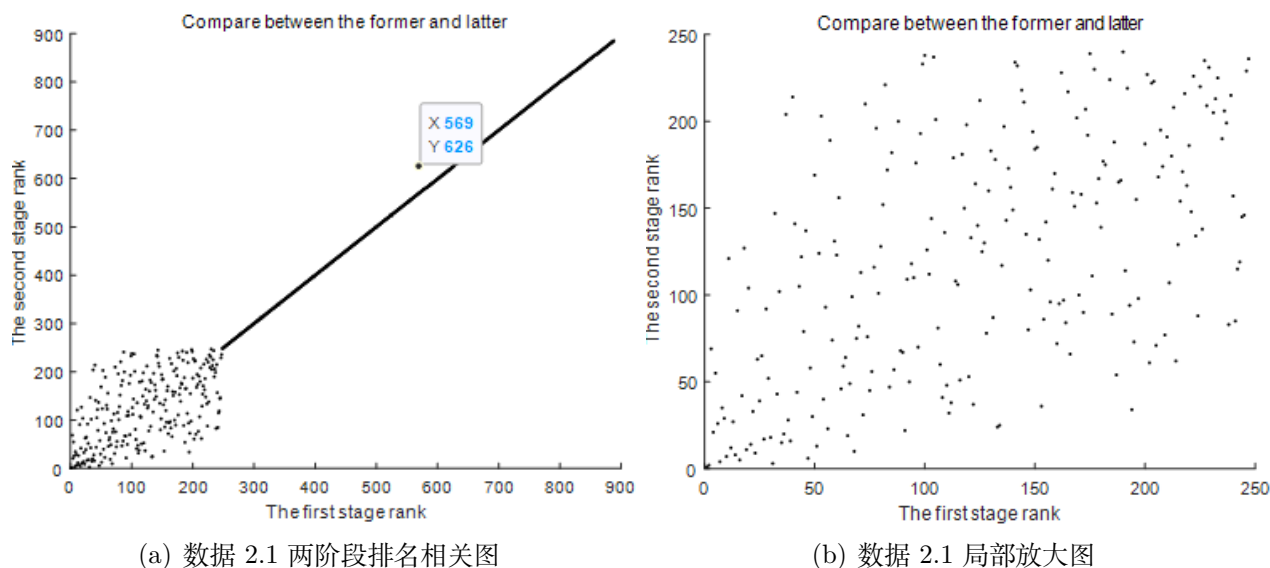 Compare between the former and latter
900
800
700
600
500
400
300
200
100
0
The second stage rank
X 569
Y 626
0 100 200 300 400 500 600 700 800 900
The first stage rank
(a) 数据 2.1 两阶段排名相关图
Compare between the former and latter
250
200
150
100
50
0
The second stage rank
0 50 100 150 200 250
The first stage rank
(b) 数据 2.1 局部放大图